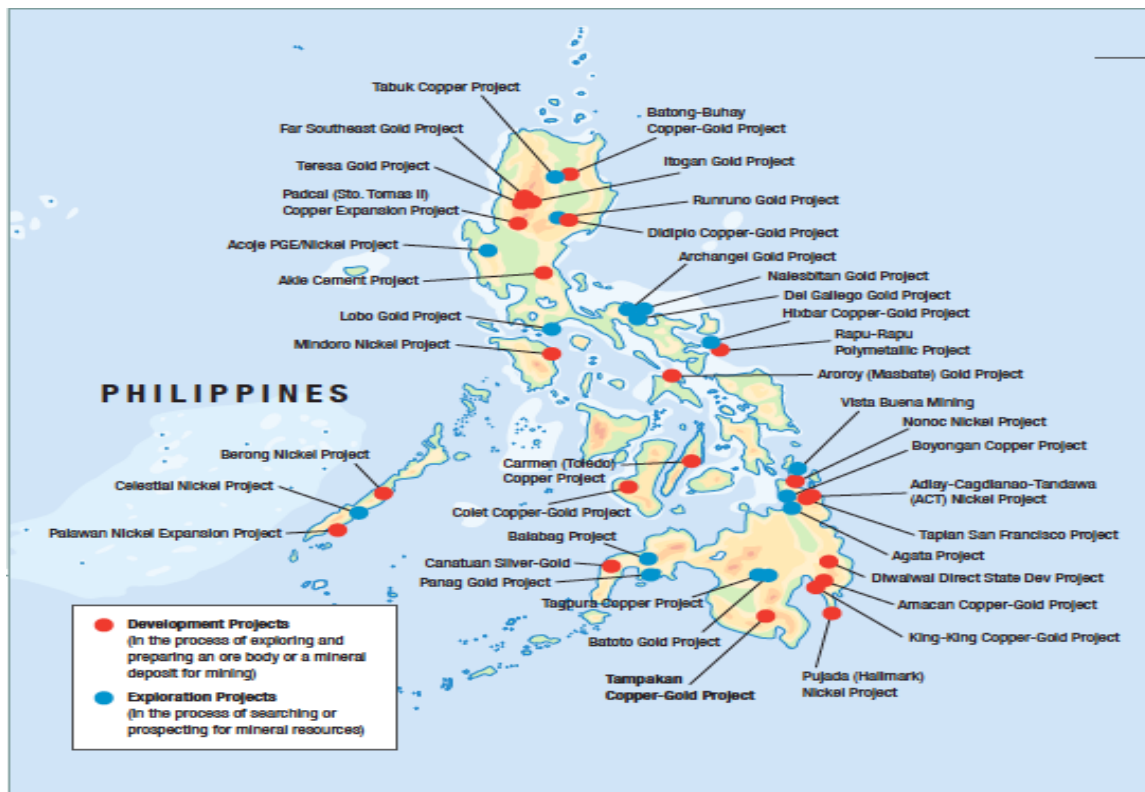 Tabuk Copper Project
Batong-Buhay
Copper-Gold Project
Far Southeast Gold Project
Itogan Gold Project
Teresa Gold Project
Padcal (Sto. Tomas II)
Copper Expansion Project
Runruno Gold Project
Didipio Copper-Gold Project
Acoje PGE/Nickel Project
Archangel Gold Project
Akle Cement Project
Nalesbitan Gold Project
Del Gallego Gold Project
Lobo Gold Project
Hixbar Copper-Gold Project
Mindoro Nickel Project
Rapu-Rapu
Polymetallic Project
Aroroy (Masbate) Gold Project
PHILIPPINES
Vista Buena Mining
Nonoc Nickel Project
Boyongan Copper Project
Berong Nickel Project
Carmen (Toledo)
Copper Project
Celestial Nickel Project
Adlay-Cagdianao-Tandawa
(ACT) Nickel Project
Colet Copper-Gold Project
Palawan Nickel Expansion Project
Tapian San Francisco Project
Balabag Project
Agata Project
Canatuan Silver-Gold
Panag Gold Project
Diwalwal Direct State Dev Project
Tagpura Copper Project
Amacan Copper-Gold Project
Batoto Gold Project
King-King Copper-Gold Project
Tampakan
Copper-Gold Project
Pujada (Hallmark)
Nickel Project
Development Projects
(In the process of exploring and
preparing an ore body or a mineral
deposit for mining)
Exploration Projects
(In the process of searching or
prospecting for mineral resources)